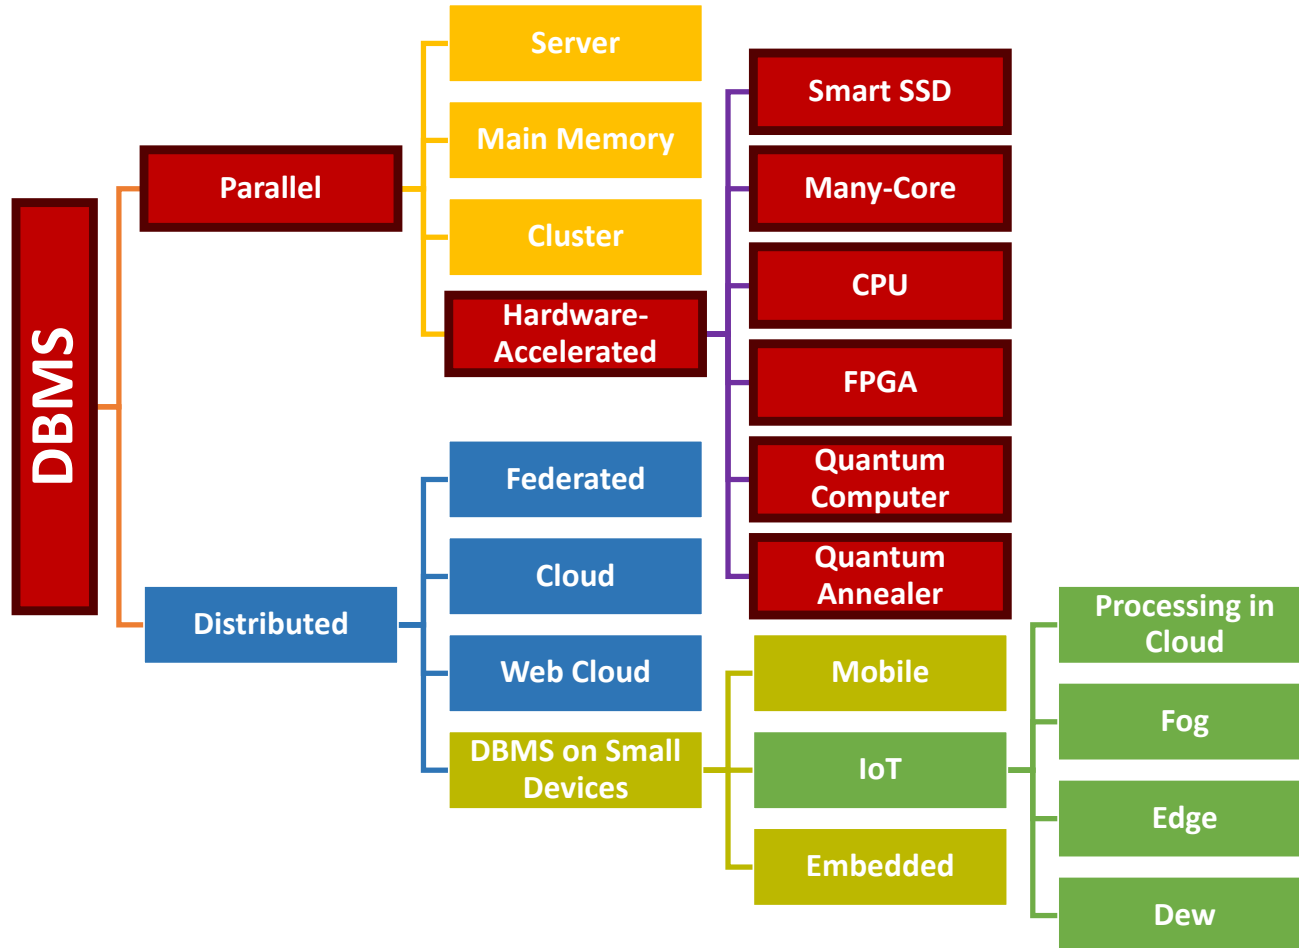 DBMS
Parallel
Server
Main Memory
Cluster
Hardware-
Accelerated
Smart SSD
Many-Core
CPU
FPGA
Quantum
Computer
Quantum
Annealer
Distributed
Federated
Cloud
Web Cloud
DBMS on Small
Devices
Mobile
IoT
Embedded
Processing in
Cloud
Fog
Edge
Dew